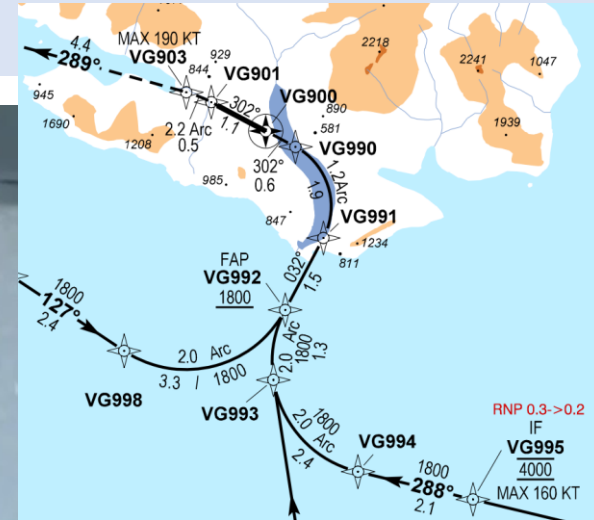 2218
4.4
MAX 190 KT
929
2241
1047
289°
VG903
844
VG901
945
302°
VG900
1690
1.1
890
2.2 Arc
581
1939
1208
0.5
VG990
302°
985
0.6
1.2 Arc
1.9
847
VG991
1234
811
FAP
032°
VG992
1.5
1800
1800
127°
2.4
2.0 Arc
1800
1.3
2.0 Arc
3.3 / 1800
VG998
VG993
RNP 0.3->0.2
1800
IF
2.0 Arc
VG994
VG995
2.4
1800
4000
288°
MAX 160 KT
2.1